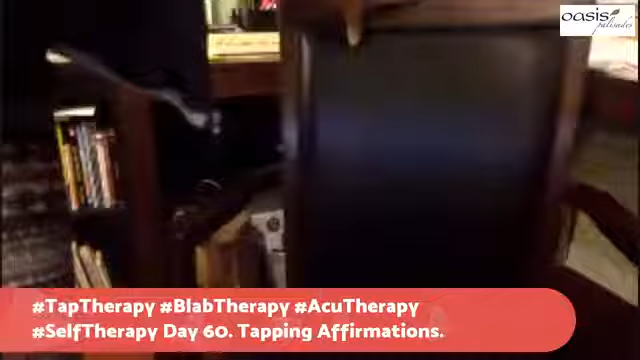 oasis
palisades
#TapTherapy #BlabTherapy #AcuTherapy
#SelfTherapy Day 60. Tapping Affirmations.